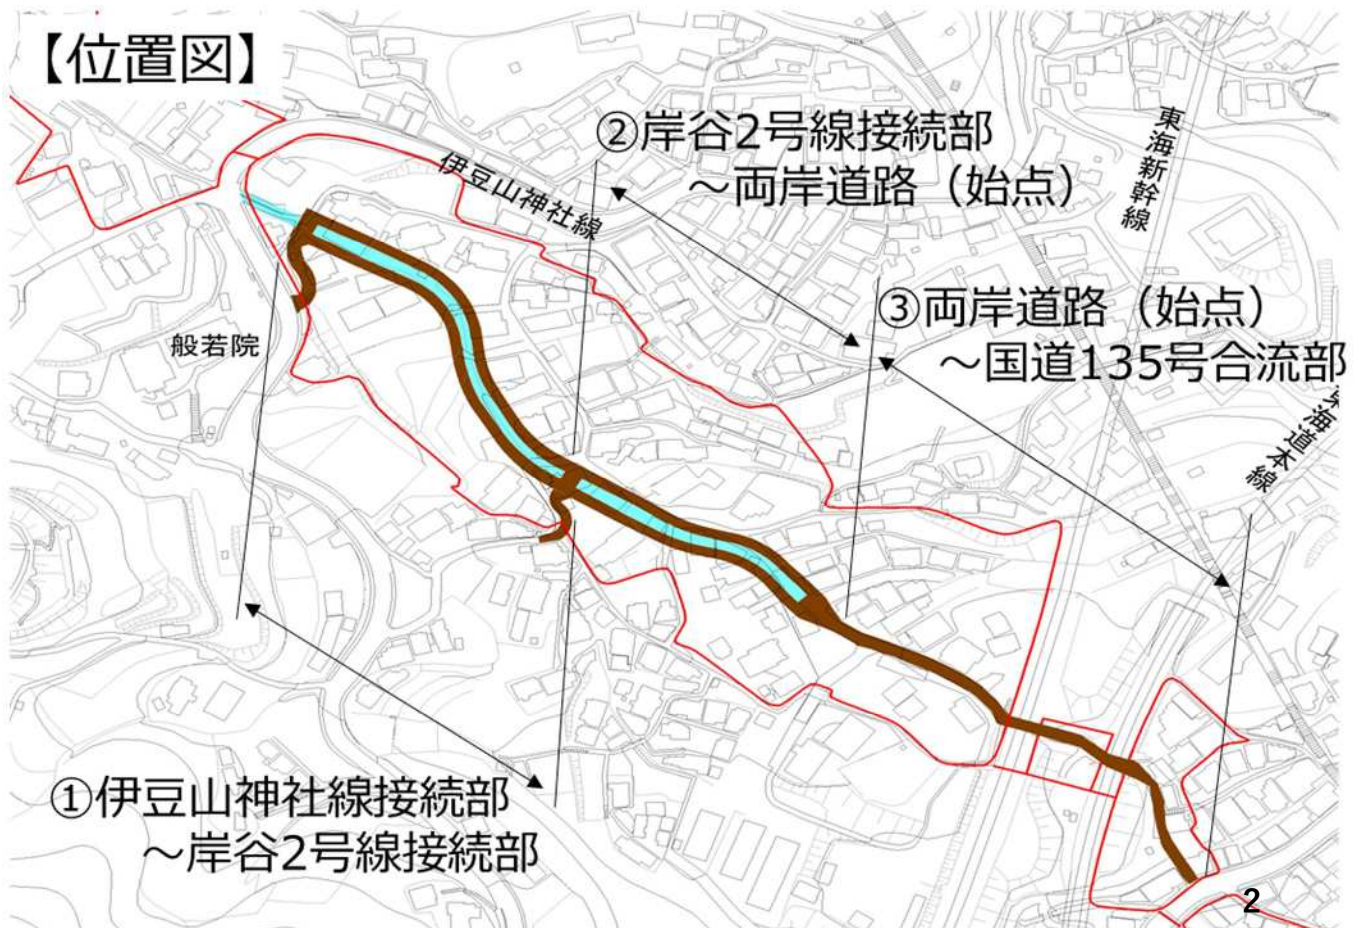 【位置図】
②岸谷2号線接続部
～両岸道路（始点）
伊豆山神社線
東海新幹線
③両岸道路（始点）
～国道135号合流部
般若院
東海道本線
①伊豆山神社線接続部
～岸谷2号線接続部
2